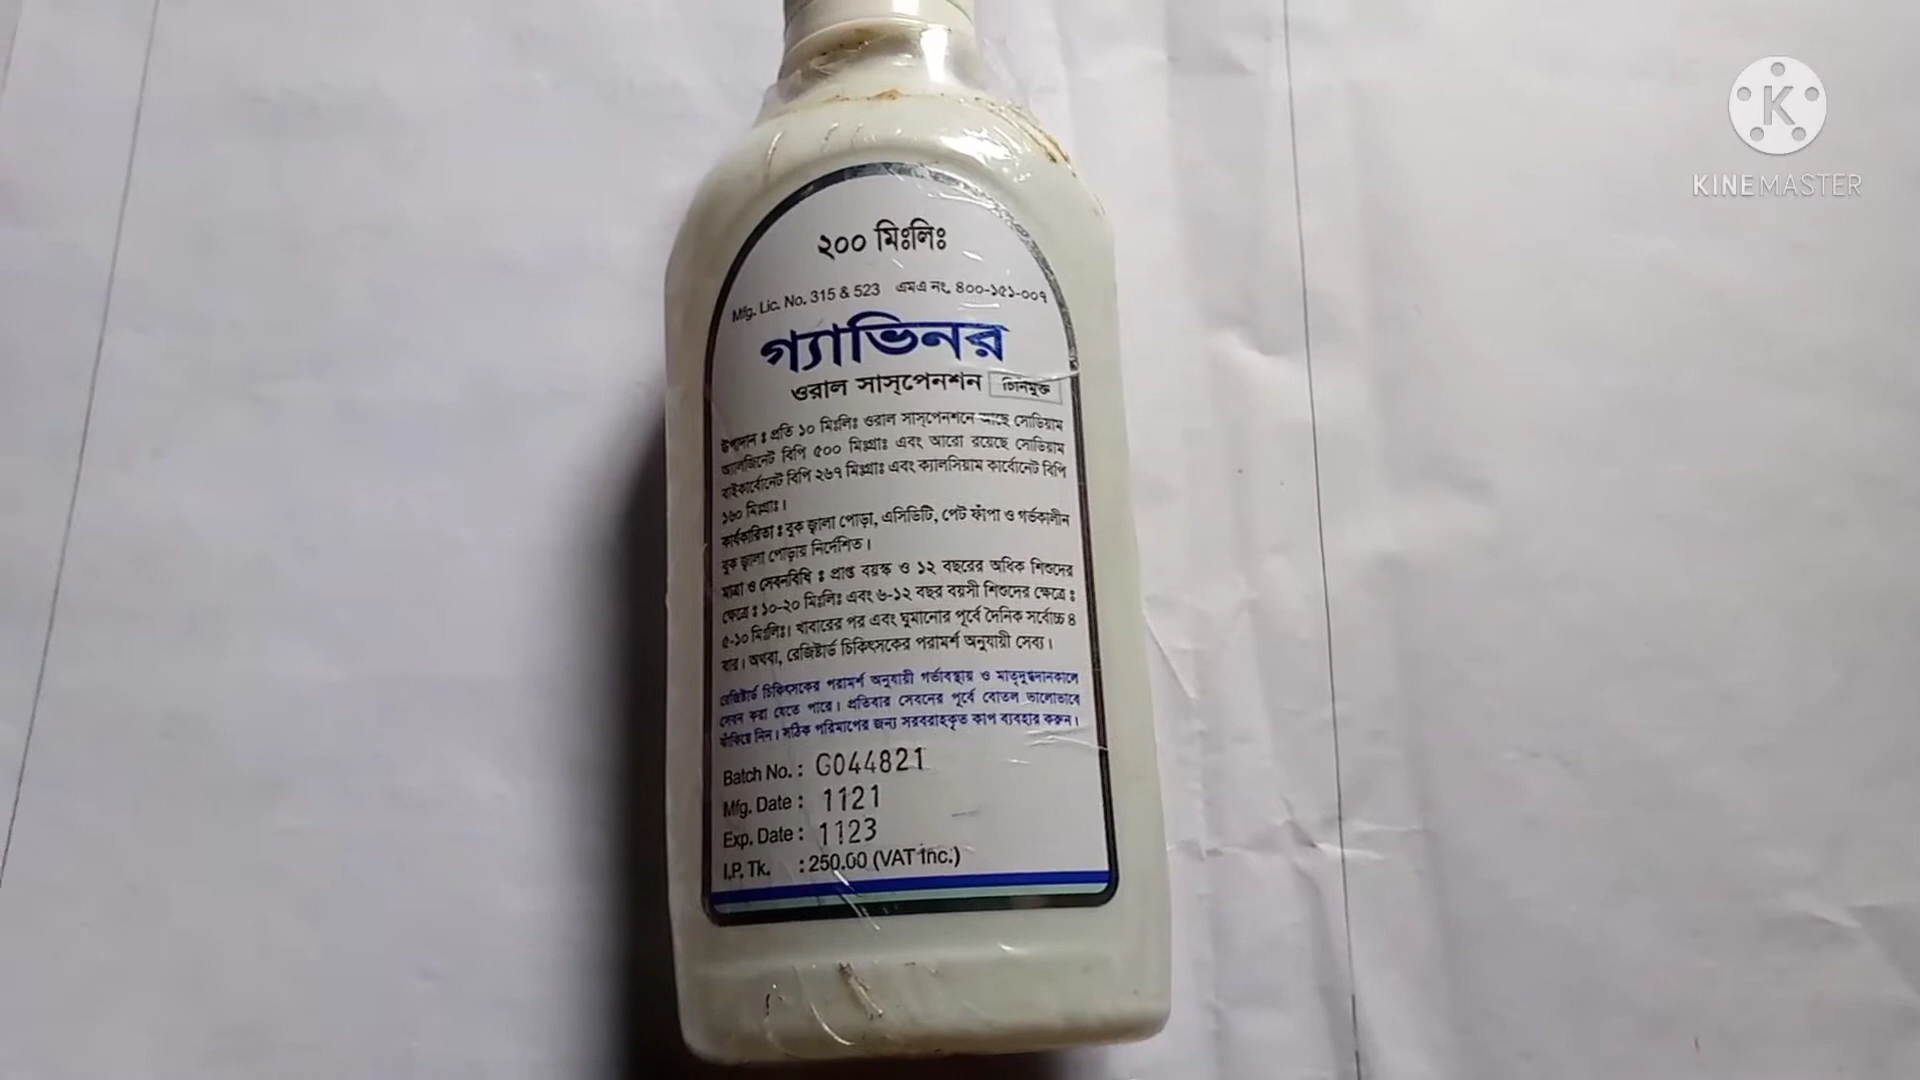 ২০০ মিঃলিঃ
Mfg. Lic. No. 315 & 523 এমএ নং. ৪০০-১৫১-০০৭
গ্যাভিনর
ওরাল সাস্‌পেনশন চিনিমুক্ত
উপাদান : প্রতি ১০ মিঃলিঃ ওরাল সাস্‌পেনশনে আছে সোডিয়াম
অ্যালজিনেট বিপি ৫০০ মিঃগ্রাঃ এবং আরো রয়েছে সোডিয়াম
বাইকার্বোনেট বিপি ২৬৭ মিঃগ্রাঃ এবং ক্যালসিয়াম কার্বোনেট বিপি
১৬০ মিঃগ্রাঃ।
কার্যকারিতা : বুক জ্বালা পোড়া, এসিডিটি, পেট ফাঁপা ও গর্ভকালীন
বুক জ্বালা পোড়ায় নির্দেশিত।
মাত্রা ও সেবনবিধি : প্রাপ্ত বয়স্ক ও ১২ বছরের অধিক শিশুদের
ক্ষেত্রে : ১০-২০ মিঃলিঃ এবং ৬-১২ বছর বয়সী শিশুদের ক্ষেত্রে :
৫-১০ মিঃলিঃ। খাবারের পর এবং ঘুমানোর পূর্বে দৈনিক সর্বোচ্চ ৪
বার। অথবা, রেজিষ্টার্ড চিকিৎসকের পরামর্শ অনুযায়ী সেব্য।
রেজিষ্টার্ড চিকিৎসকের পরামর্শ অনুযায়ী গর্ভাবস্থায় ও মাতৃদুগ্ধদানকালে
সেবন করা যেতে পারে। প্রতিবার সেবনের পূর্বে বোতল ভালোভাবে
ঝাঁকিয়ে নিন। সঠিক পরিমাপের জন্য সরবরাহকৃত কাপ ব্যবহার করুন।
Batch No. : G044821
Mfg. Date : 1121
Exp. Date : 1123
I.P. Tk. : 250.00 (VAT Inc.)
K
KINEMASTER